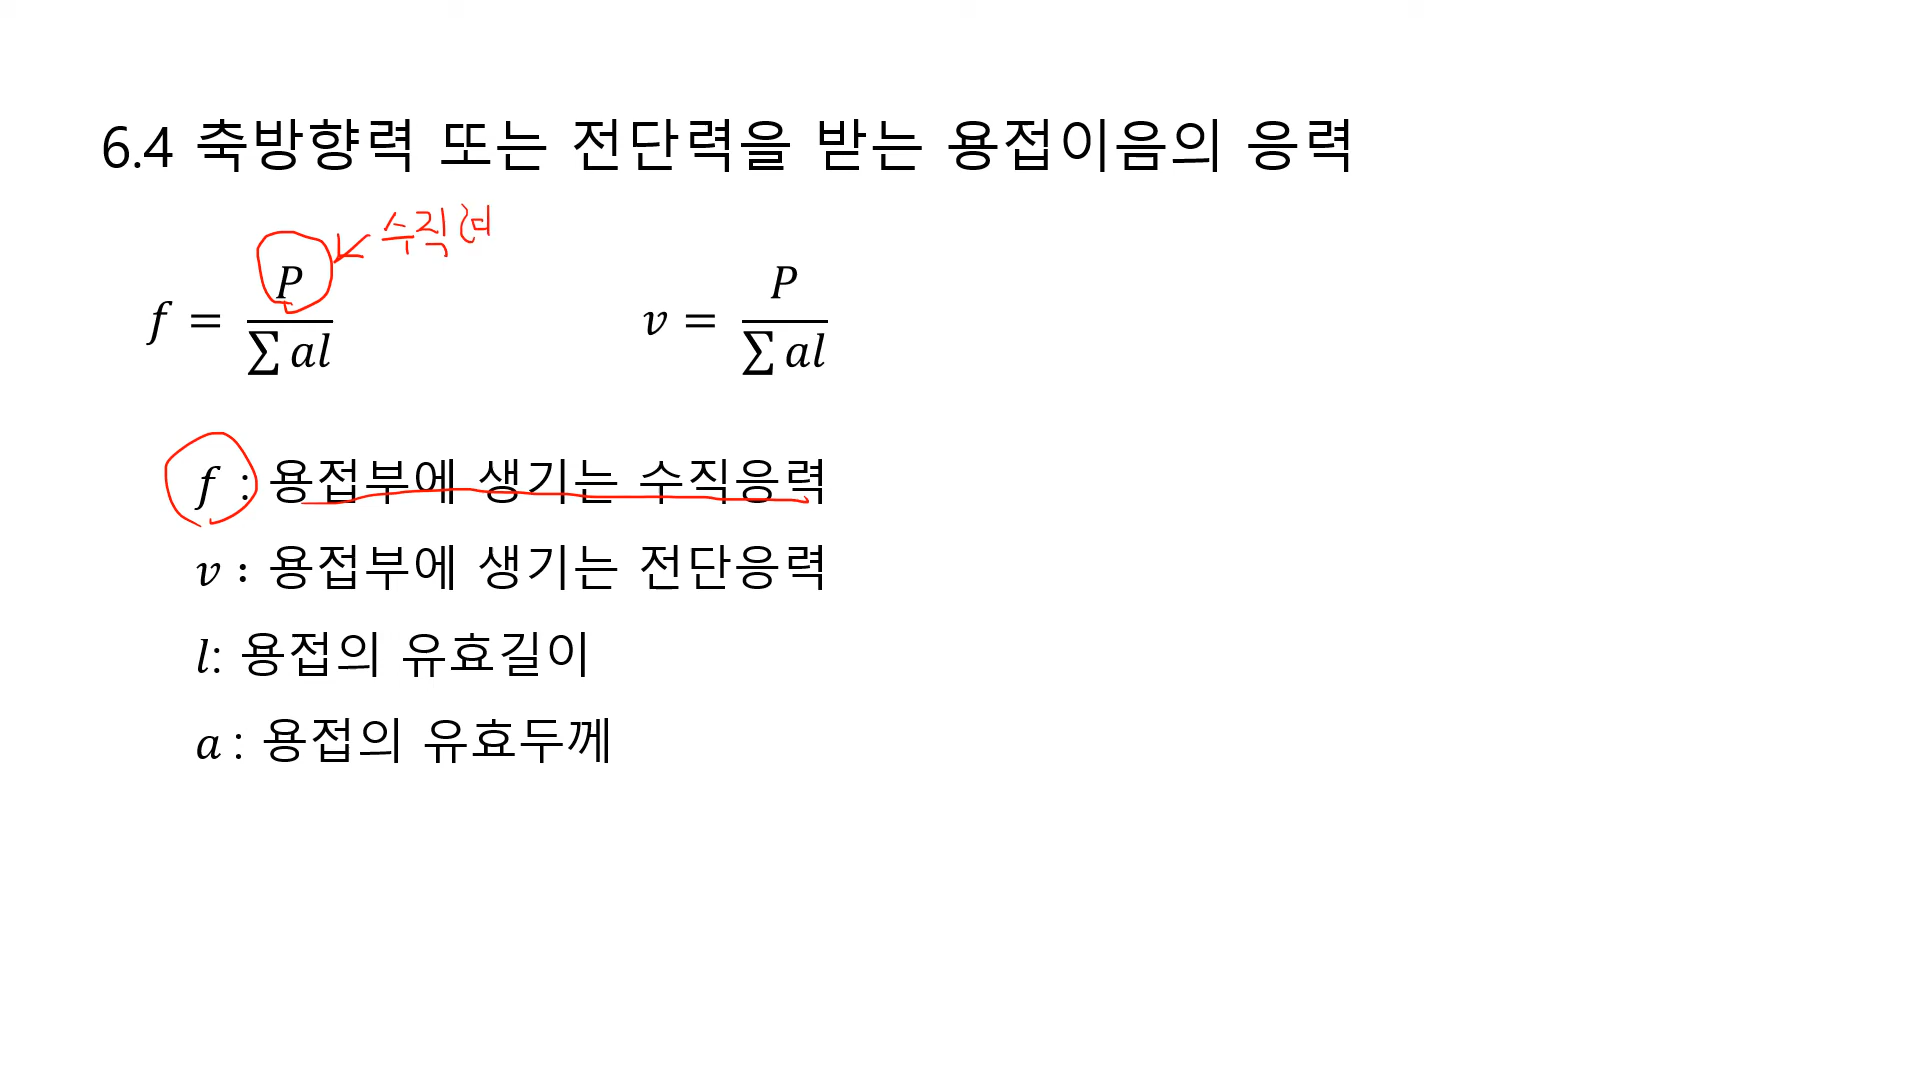 6.4 축방향력 또는 전단력을 받는 용접이음의 응력
수직
f = P / ∑ al
v = P / ∑ al
f : 용접부에 생기는 수직응력
v : 용접부에 생기는 전단응력
l: 용접의 유효길이
a : 용접의 유효두께